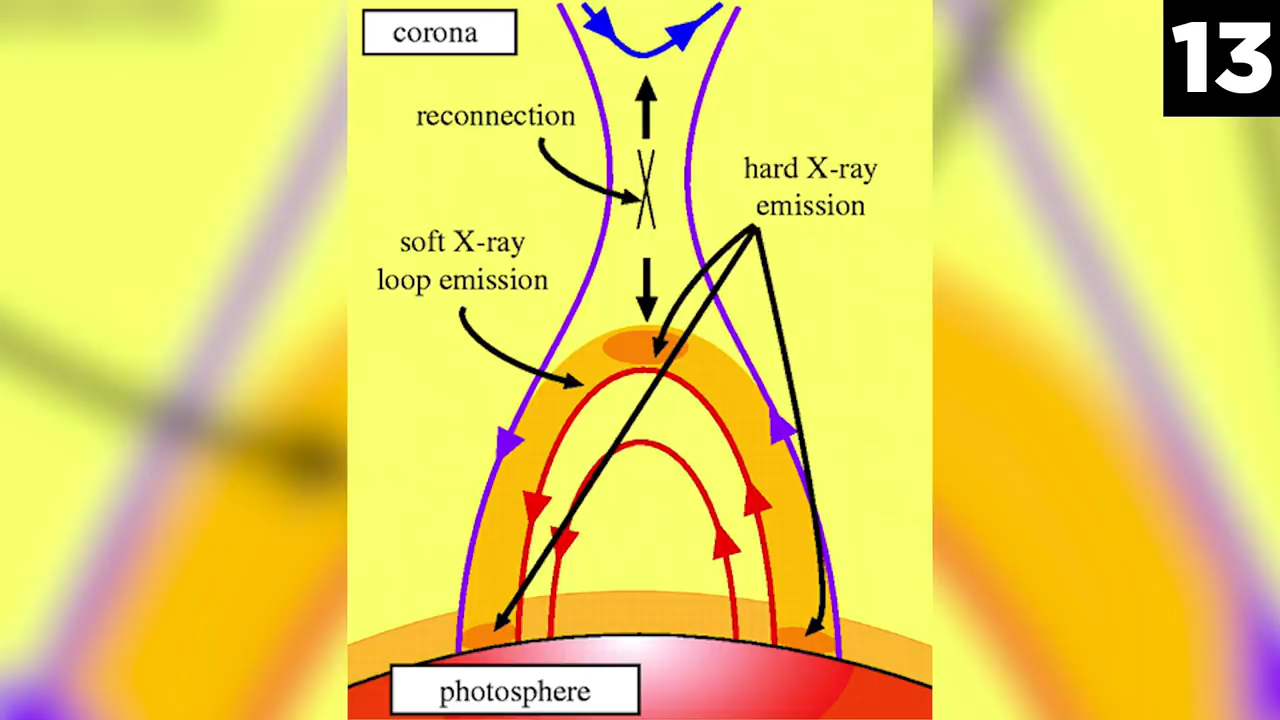 13
corona
reconnection
hard X-ray
emission
soft X-ray
loop emission
photosphere